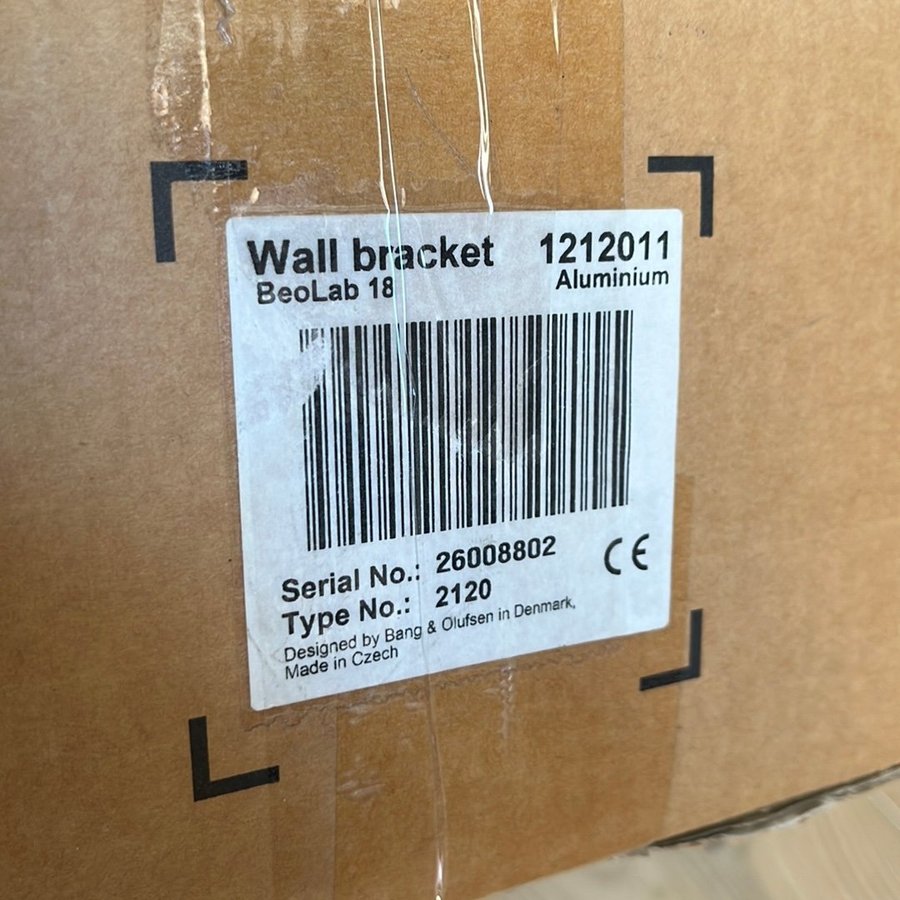 Wall bracket 1212011
BeoLab 18 Aluminium
Serial No.: 26008802
Type No.: 2120
Designed by Bang & Olufsen in Denmark,
Made in Czech
CE